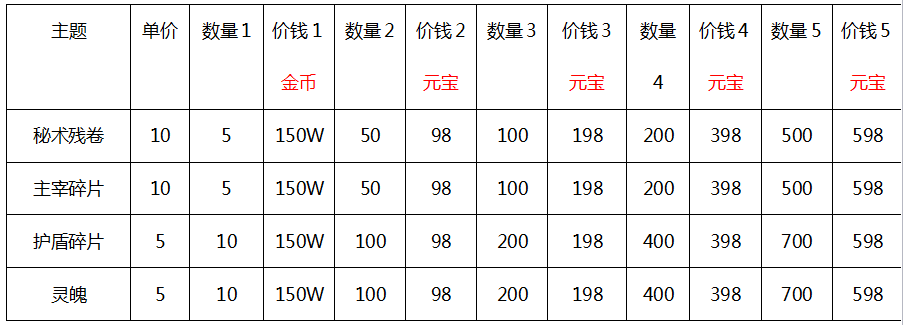 主题 单价 数量1 价钱1 数量2 价钱2 数量3 价钱3 数量 价钱4 数量5 价钱5
金币 元宝 元宝 4 元宝 元宝
秘术残卷 10 5 150W 50 98 100 198 200 398 500 598
主宰碎片 10 5 150W 50 98 100 198 200 398 500 598
护盾碎片 5 10 150W 100 98 200 198 400 398 700 598
灵魄 5 10 150W 100 98 200 198 400 398 700 598